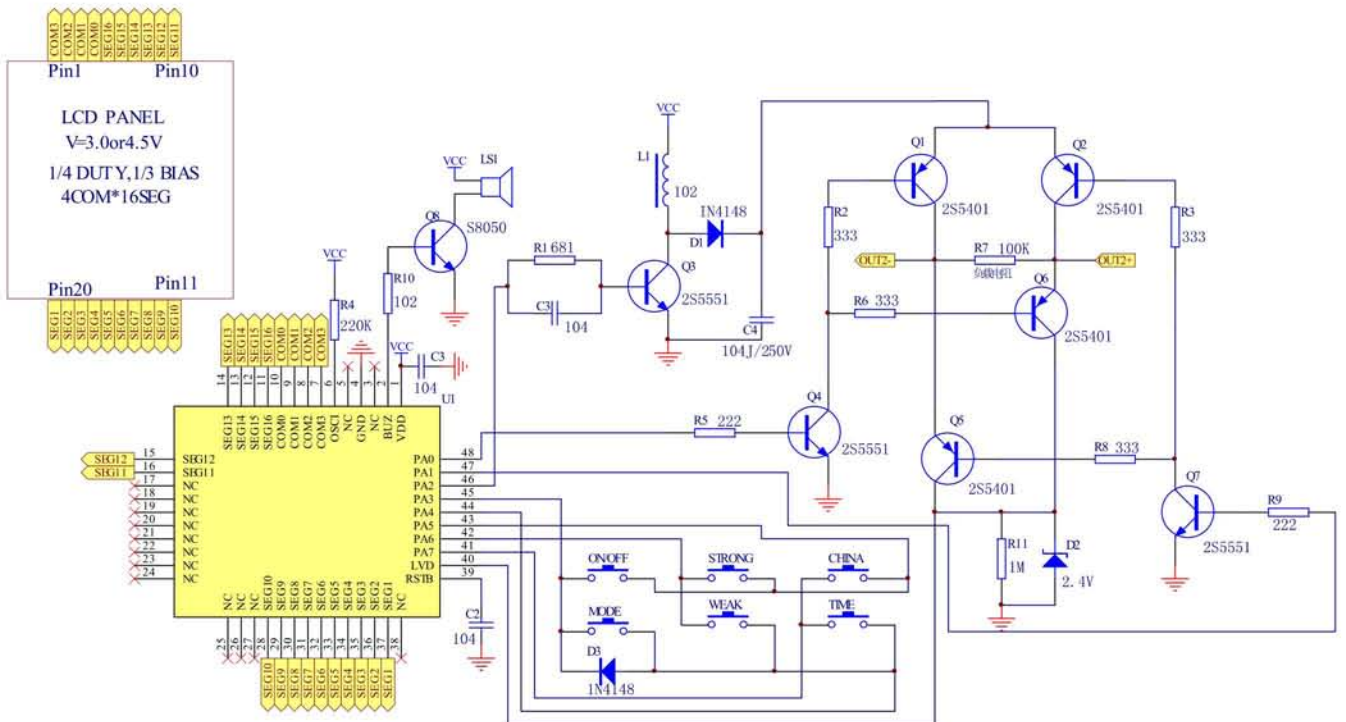 COM3
COM2
COM1
COM0
SEG16
SEG15
SEG14
SEG13
SEG12
SEG11
Pin1 Pin10
LCD PANEL
V=3.0or4.5V
1/4 DUTY,1/3 BIAS
4COM*16SEG
Pin20 Pin11
SEG1
SEG2
SEG3
SEG4
SEG5
SEG6
SEG7
SEG8
SEG9
SEG10
VCC
LS1
Q8
S8050
VCC
R10
102
R4
220K
VCC
C3
104
VCC
L1
102
IN4148
D1
R1 681
C3
104
Q3
2S5551
C4
104J/250V
Q1
2S5401
Q2
2S5401
R2
333
R3
333
OUT2-
R7 100K
负载电阻
OUT2+
R6 333
Q6
2S5401
Q4
2S5551
R5 222
Q5
2S5401
R8 333
Q7
2S5551
R9
222
R11
1M
D2
2.4V
SEG13
SEG14
SEG15
SEG16
COM0
COM1
COM2
COM3
14
13
12
11
10
9
8
7
6
5
4
3
2
1
U1
SEG13
SEG14
SEG15
SEG16
COM0
COM1
COM2
COM3
OSCI
NC
GND
NC
BUZ
VDD
SEG12 15 SEG12
SEG11 16 SEG11
17 NC
18 NC
19 NC
20 NC
21 NC
22 NC
23 NC
24 NC
PA0 48
PA1 47
PA2 46
PA3 45
PA4 44
PA5 43
PA6 42
PA7 41
LVD 40
RSTB 39
NC
NC
NC
SEG10
SEG9
SEG8
SEG7
SEG6
SEG5
SEG4
SEG3
SEG2
SEG1
NC
25
26
27
28
29
30
31
32
33
34
35
36
37
38
SEG10
SEG9
SEG8
SEG7
SEG6
SEG5
SEG4
SEG3
SEG2
SEG1
C2
104
ON/OFF
STRONG
CHINA
MODE
WEAK
TIME
D3
1N4148